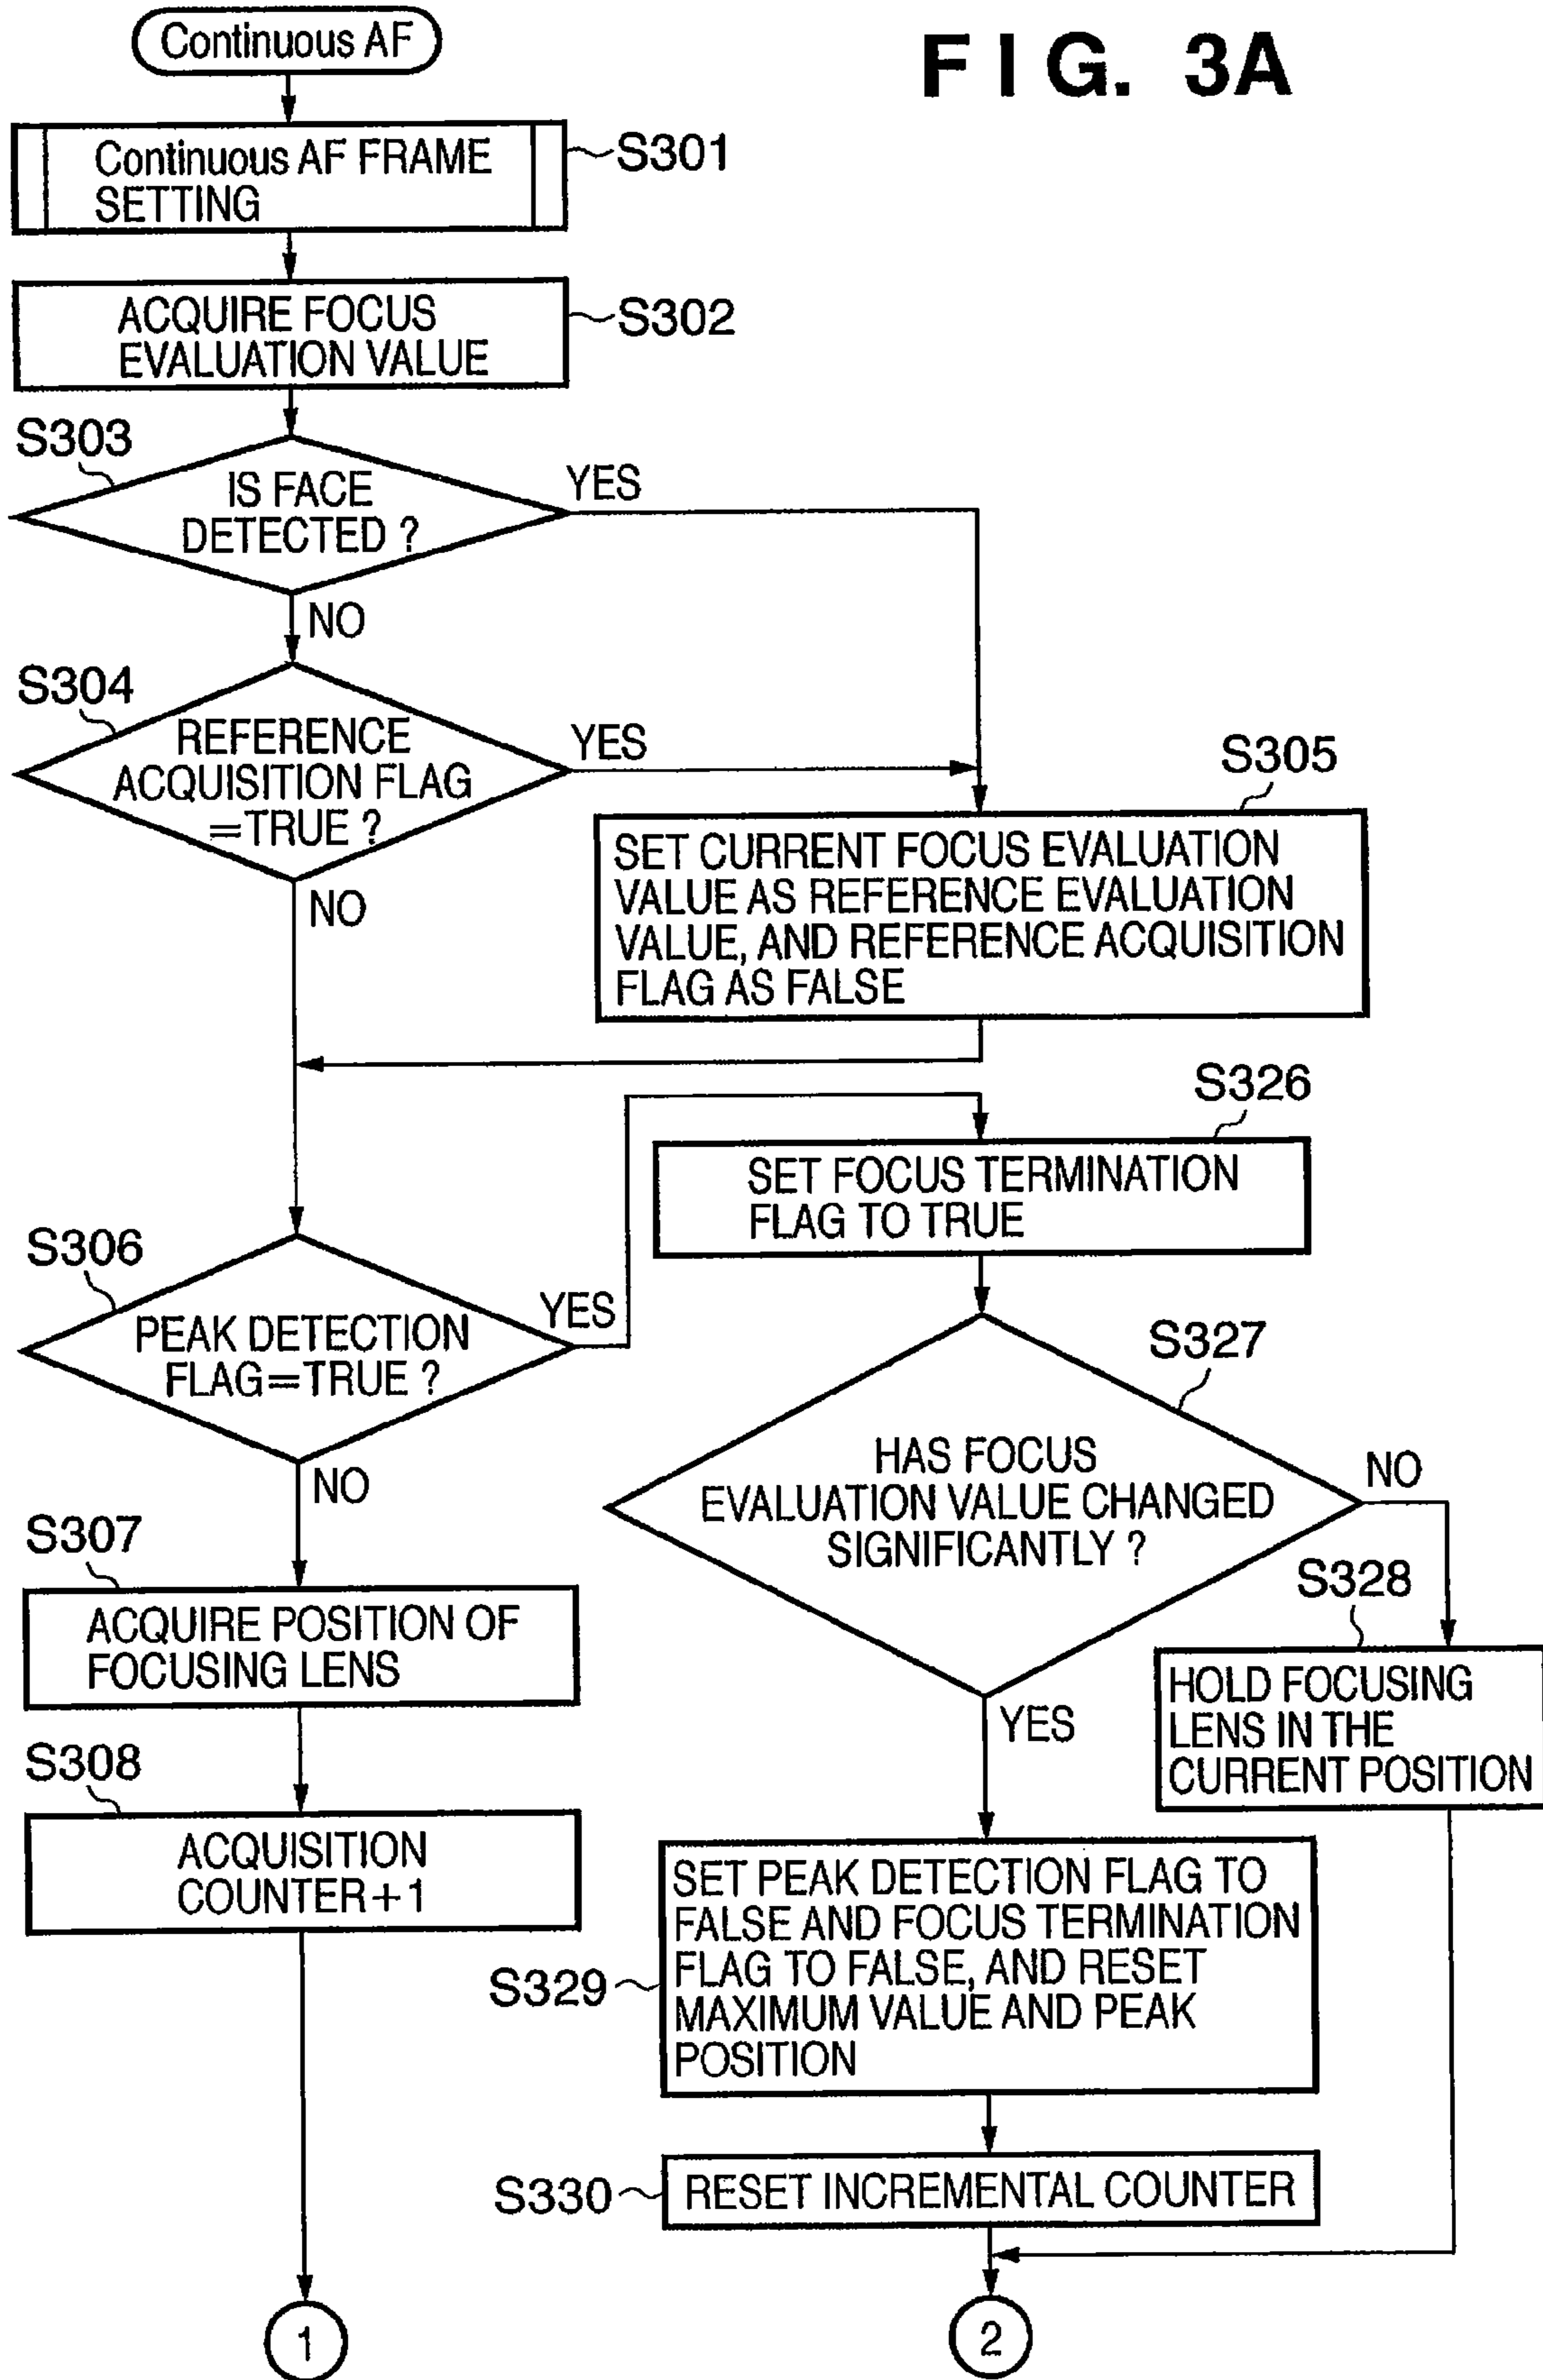 FIG. 3A
Continuous AF
Continuous AF FRAME
SETTING
S301
ACQUIRE FOCUS
EVALUATION VALUE
S302
S303
IS FACE
DETECTED ?
YES
NO
S304
REFERENCE
ACQUISITION FLAG
=TRUE ?
YES
NO
S305
SET CURRENT FOCUS EVALUATION
VALUE AS REFERENCE EVALUATION
VALUE, AND REFERENCE ACQUISITION
FLAG AS FALSE
S326
SET FOCUS TERMINATION
FLAG TO TRUE
S306
PEAK DETECTION
FLAG=TRUE ?
YES
NO
S327
HAS FOCUS
EVALUATION VALUE CHANGED
SIGNIFICANTLY ?
NO
YES
S307
ACQUIRE POSITION OF
FOCUSING LENS
S328
HOLD FOCUSING
LENS IN THE
CURRENT POSITION
S308
ACQUISITION
COUNTER+1
S329
SET PEAK DETECTION FLAG TO
FALSE AND FOCUS TERMINATION
FLAG TO FALSE, AND RESET
MAXIMUM VALUE AND PEAK
POSITION
S330
RESET INCREMENTAL COUNTER
1
2